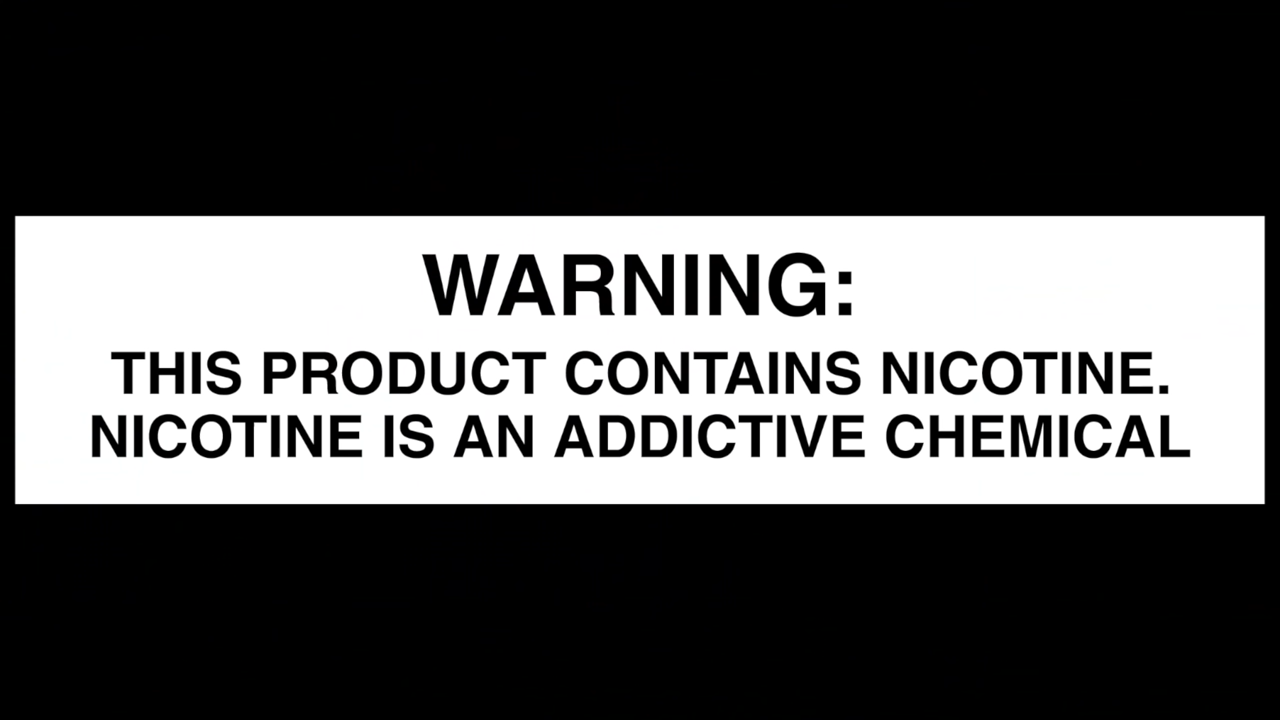 WARNING:
THIS PRODUCT CONTAINS NICOTINE.
NICOTINE IS AN ADDICTIVE CHEMICAL